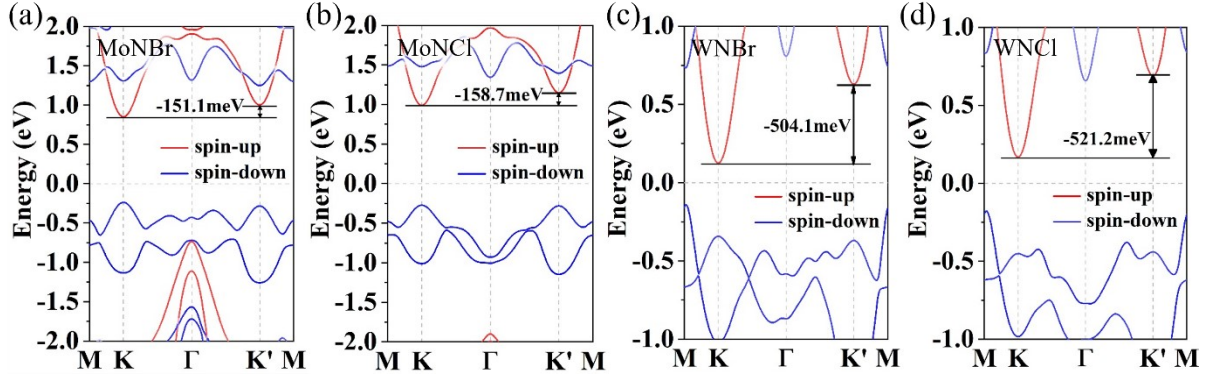 (a)
MoNBr
Energy (eV)
2.0
1.5
1.0
0.5
0.0
-0.5
-1.0
-1.5
-2.0
-151.1meV
spin-up
spin-down
M K Γ K' M
(b)
MoNCl
Energy (eV)
2.0
1.5
1.0
0.5
0.0
-0.5
-1.0
-1.5
-2.0
-158.7meV
spin-up
spin-down
M K Γ K' M
(c)
WNBr
Energy (eV)
1.0
0.5
0.0
-0.5
-1.0
-504.1meV
spin-up
spin-down
M K Γ K' M
(d)
WNCl
Energy (eV)
1.0
0.5
0.0
-0.5
-1.0
-521.2meV
spin-up
spin-down
M K Γ K' M